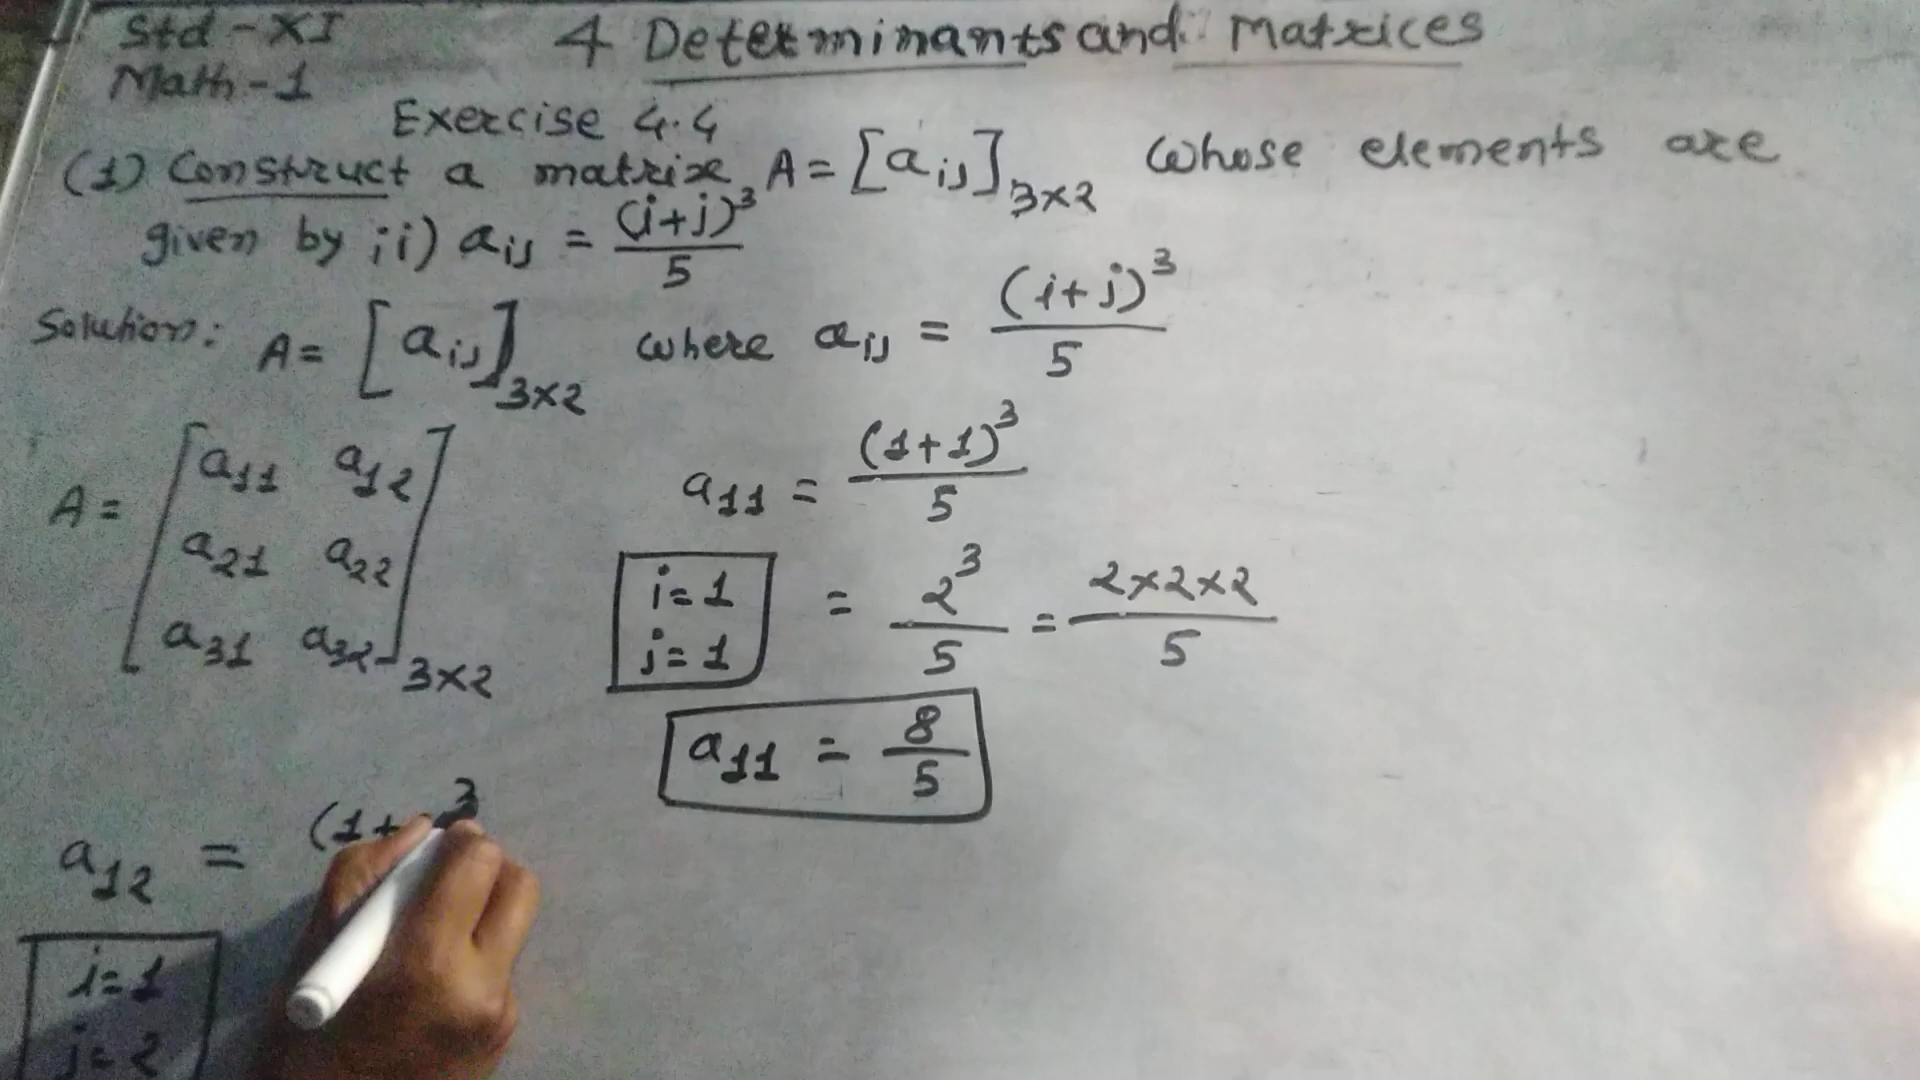 Std - XI
4 Determinants and Matrices
Math - 1
Exercise 4.4
(1) Construct a matrix A = [aij]3×2 whose elements are
given by ii) aij = (i+j)³/5
Solution: A = [aij]3×2 where aij = (i+j)³/5
A = [a11 a12
a21 a22
a31 a32]3×2
a11 = (1+1)³/5
i=1
j=1
= 2³/5 = 2×2×2/5
a11 = 8/5
a12 = (1+ ³
i=1
j=2